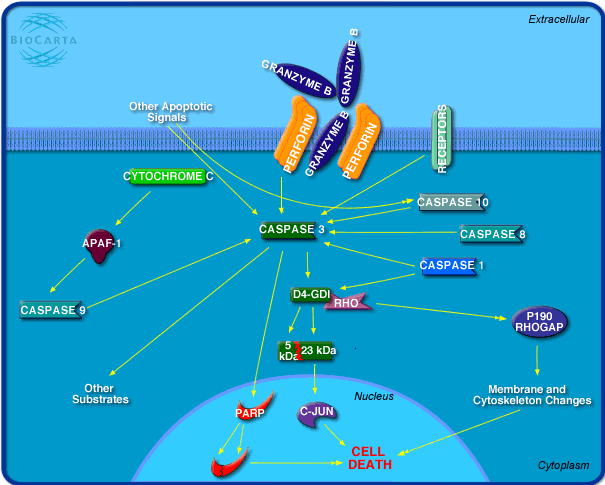 BIOCARTA
Extracellular
GRANZYME B
GRANZYME B
GRANZYME B
Other Apoptotic
Signals
PERFORIN
PERFORIN
RECEPTORS
CYTOCHROME C
CASPASE 10
CASPASE 3
CASPASE 8
APAF-1
CASPASE 1
D4-GDI
RHO
CASPASE 9
P190
RHOGAP
5
kDa
23 kDa
Other
Substrates
Nucleus
Membrane and
Cytoskeleton Changes
PARP
C-JUN
CELL
DEATH
Cytoplasm